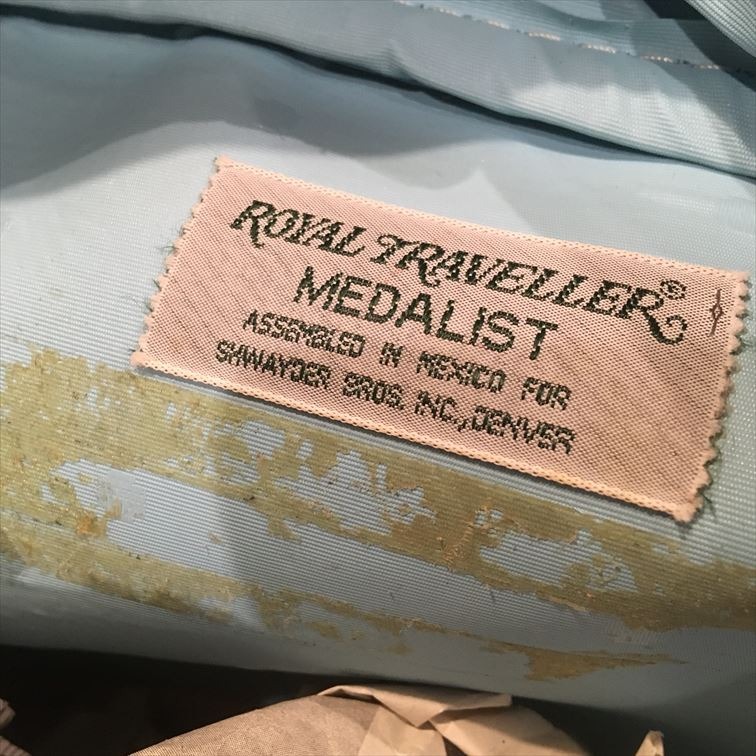 ROYAL TRAVELLER®
MEDALIST
ASSEMBLED IN MEXICO FOR
SHWAYDER BROS. INC., DENVER